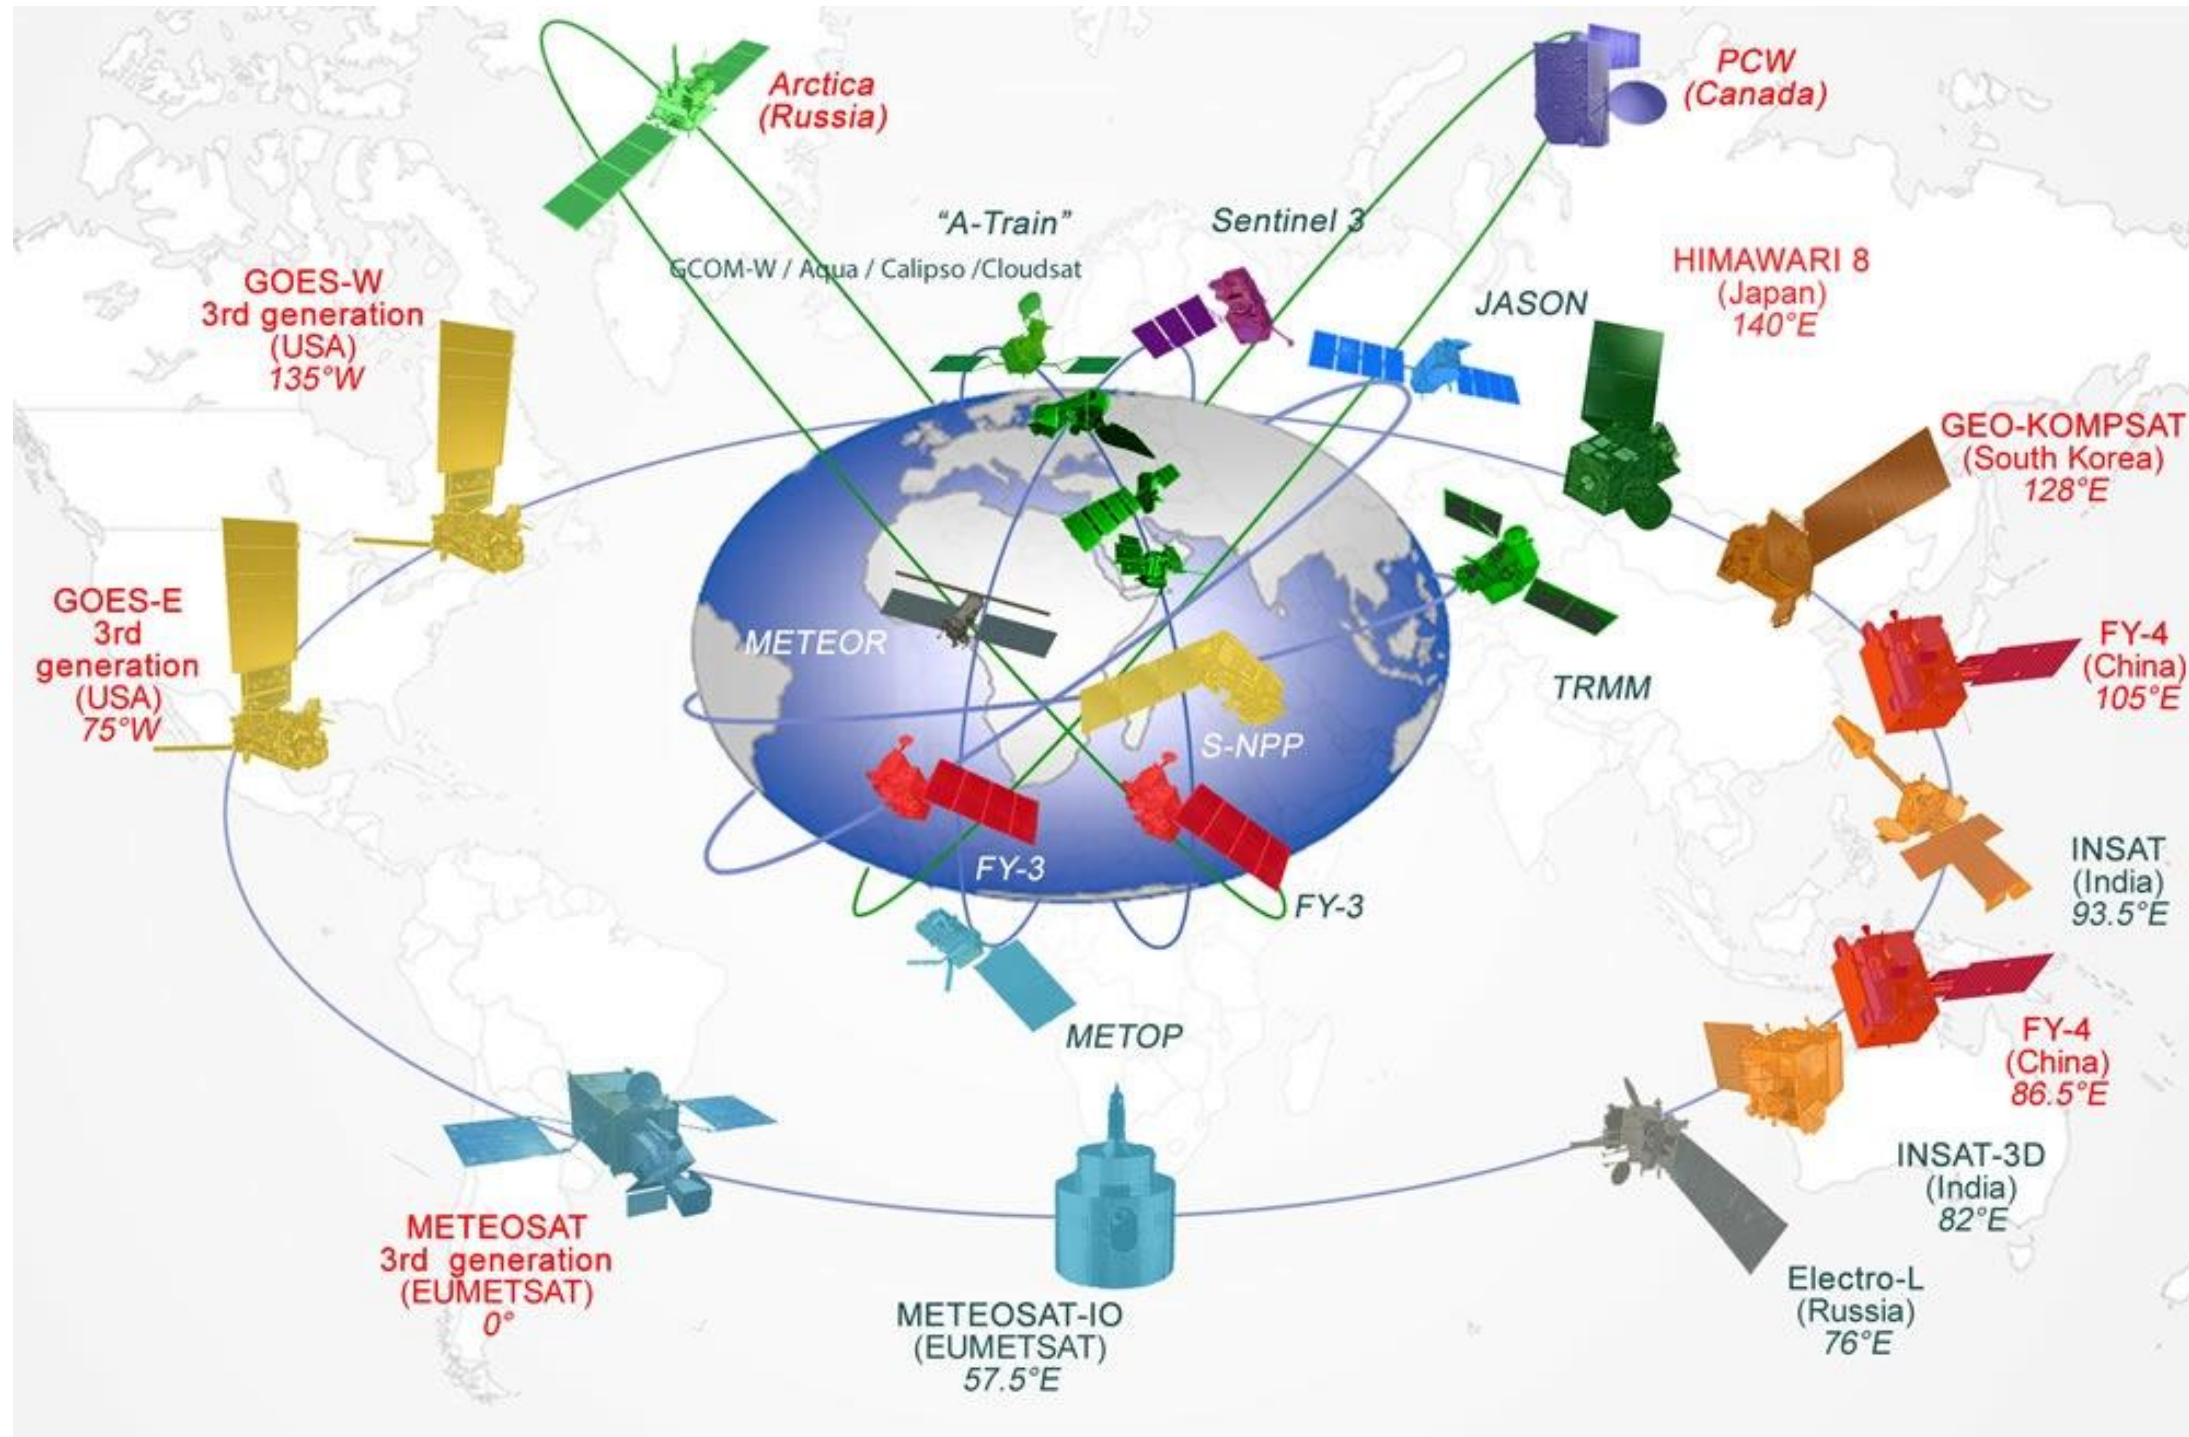 Arctica
(Russia)
PCW
(Canada)
"A-Train"
GCOM-W / Aqua / Calipso /Cloudsat
Sentinel 3
JASON
HIMAWARI 8
(Japan)
140°E
GOES-W
3rd generation
(USA)
135°W
GEO-KOMPSAT
(South Korea)
128°E
GOES-E
3rd
generation
(USA)
75°W
METEOR
FY-4
(China)
105°E
TRMM
S-NPP
FY-3
FY-3
INSAT
(India)
93.5°E
METOP
FY-4
(China)
86.5°E
INSAT-3D
(India)
82°E
METEOSAT
3rd generation
(EUMETSAT)
0°
Electro-L
(Russia)
76°E
METEOSAT-IO
(EUMETSAT)
57.5°E